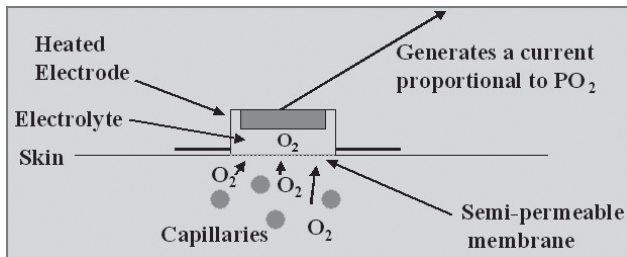 Heated
Electrode
Generates a current
proportional to PO₂
Electrolyte
O₂
Skin
O₂
O₂
O₂
Capillaries
Semi-permeable
membrane